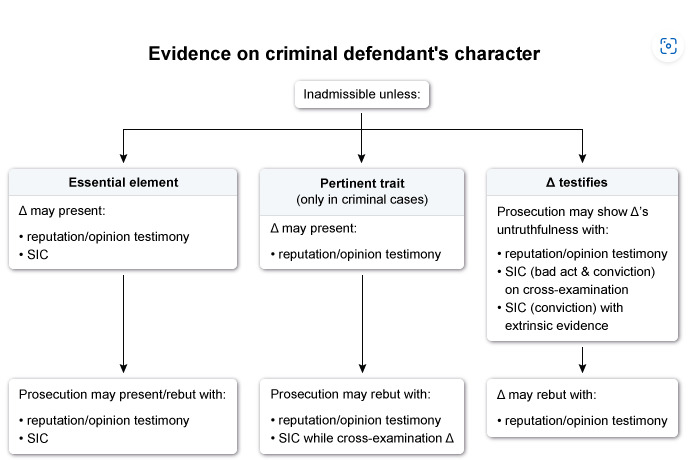 Evidence on criminal defendant's character
Inadmissible unless:
Essential element
Δ may present:
• reputation/opinion testimony
• SIC
Prosecution may present/rebut with:
• reputation/opinion testimony
• SIC
Pertinent trait
(only in criminal cases)
Δ may present:
• reputation/opinion testimony
Prosecution may rebut with:
• reputation/opinion testimony
• SIC while cross-examination Δ
Δ testifies
Prosecution may show Δ's
untruthfulness with:
• reputation/opinion testimony
• SIC (bad act & conviction)
on cross-examination
• SIC (conviction) with
extrinsic evidence
Δ may rebut with:
• reputation/opinion testimony